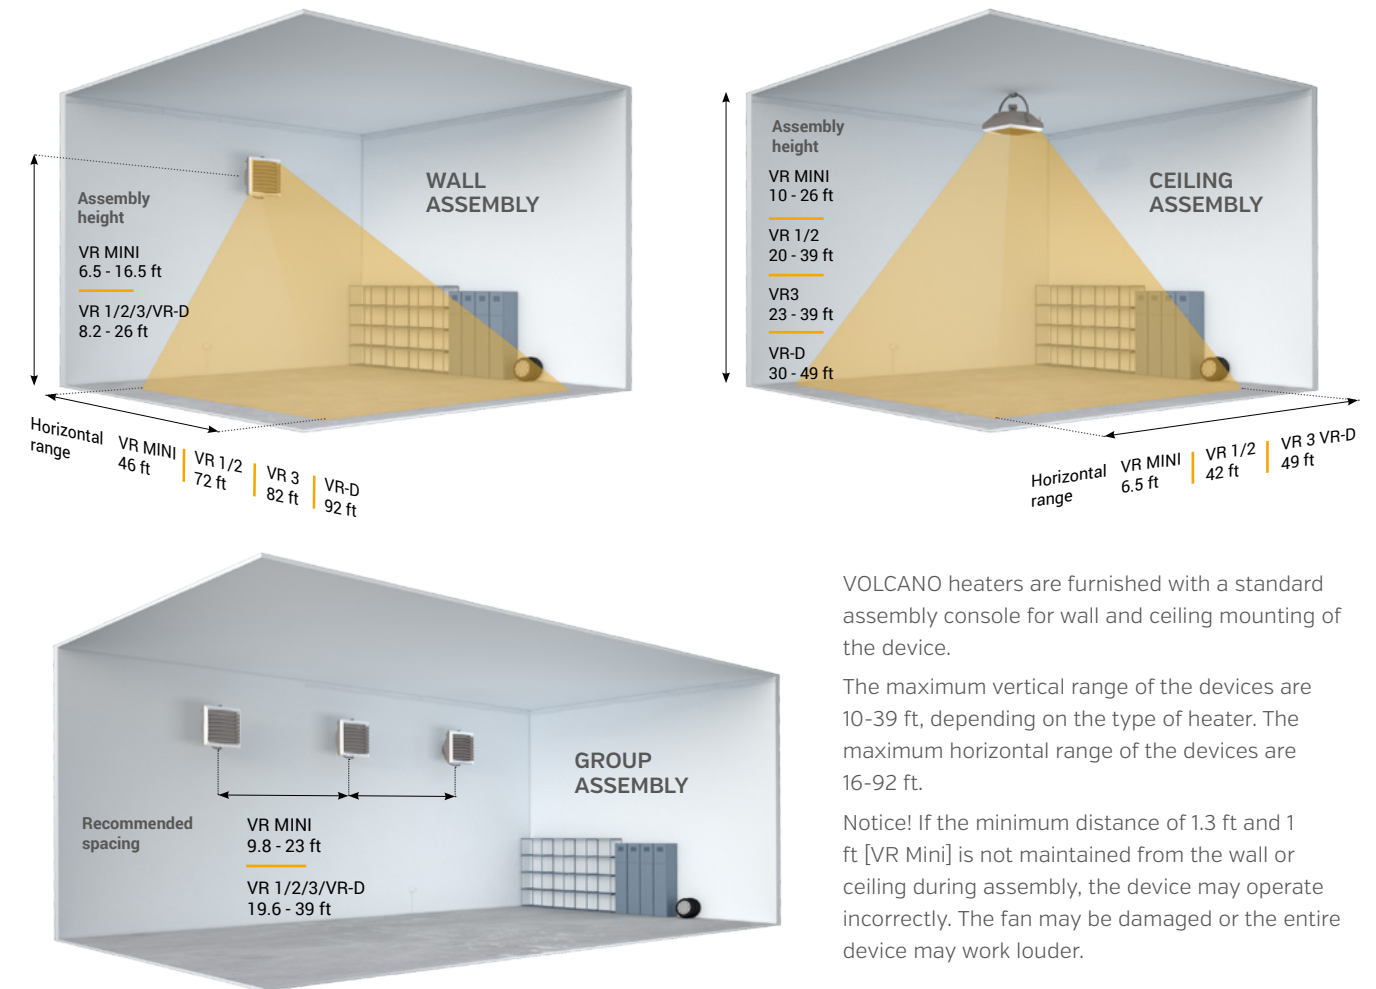 WALL
ASSEMBLY
Assembly
height
VR MINI
6.5 - 16.5 ft
VR 1/2/3/VR-D
8.2 - 26 ft
Horizontal
range
VR MINI
46 ft
VR 1/2
72 ft
VR 3
82 ft
VR-D
92 ft
CEILING
ASSEMBLY
Assembly
height
VR MINI
10 - 26 ft
VR 1/2
20 - 39 ft
VR3
23 - 39 ft
VR-D
30 - 49 ft
Horizontal
range
VR MINI
6.5 ft
VR 1/2
42 ft
VR 3 VR-D
49 ft
GROUP
ASSEMBLY
Recommended
spacing
VR MINI
9.8 - 23 ft
VR 1/2/3/VR-D
19.6 - 39 ft
VOLCANO heaters are furnished with a standard
assembly console for wall and ceiling mounting of
the device.
The maximum vertical range of the devices are
10-39 ft, depending on the type of heater. The
maximum horizontal range of the devices are
16-92 ft.
Notice! If the minimum distance of 1.3 ft and 1
ft [VR Mini] is not maintained from the wall or
ceiling during assembly, the device may operate
incorrectly. The fan may be damaged or the entire
device may work louder.